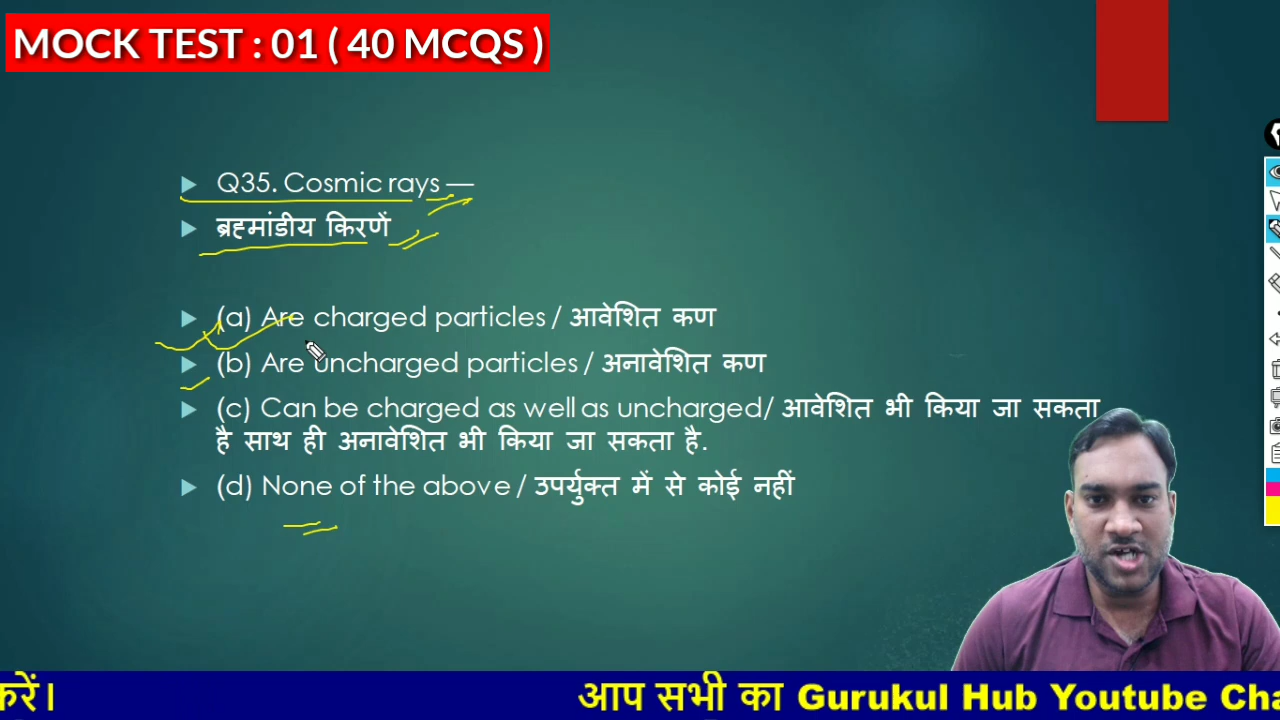 MOCK TEST : 01 ( 40 MCQS )
Q35. Cosmic rays —
ब्रह्मांडीय किरणें
(a) Are charged particles / आवेशित कण
(b) Are uncharged particles / अनावेशित कण
(c) Can be charged as well as uncharged/ आवेशित भी किया जा सकता
है साथ ही अनावेशित भी किया जा सकता है.
(d) None of the above / उपर्युक्त में से कोई नहीं
करें। आप सभी का Gurukul Hub Youtube Cha